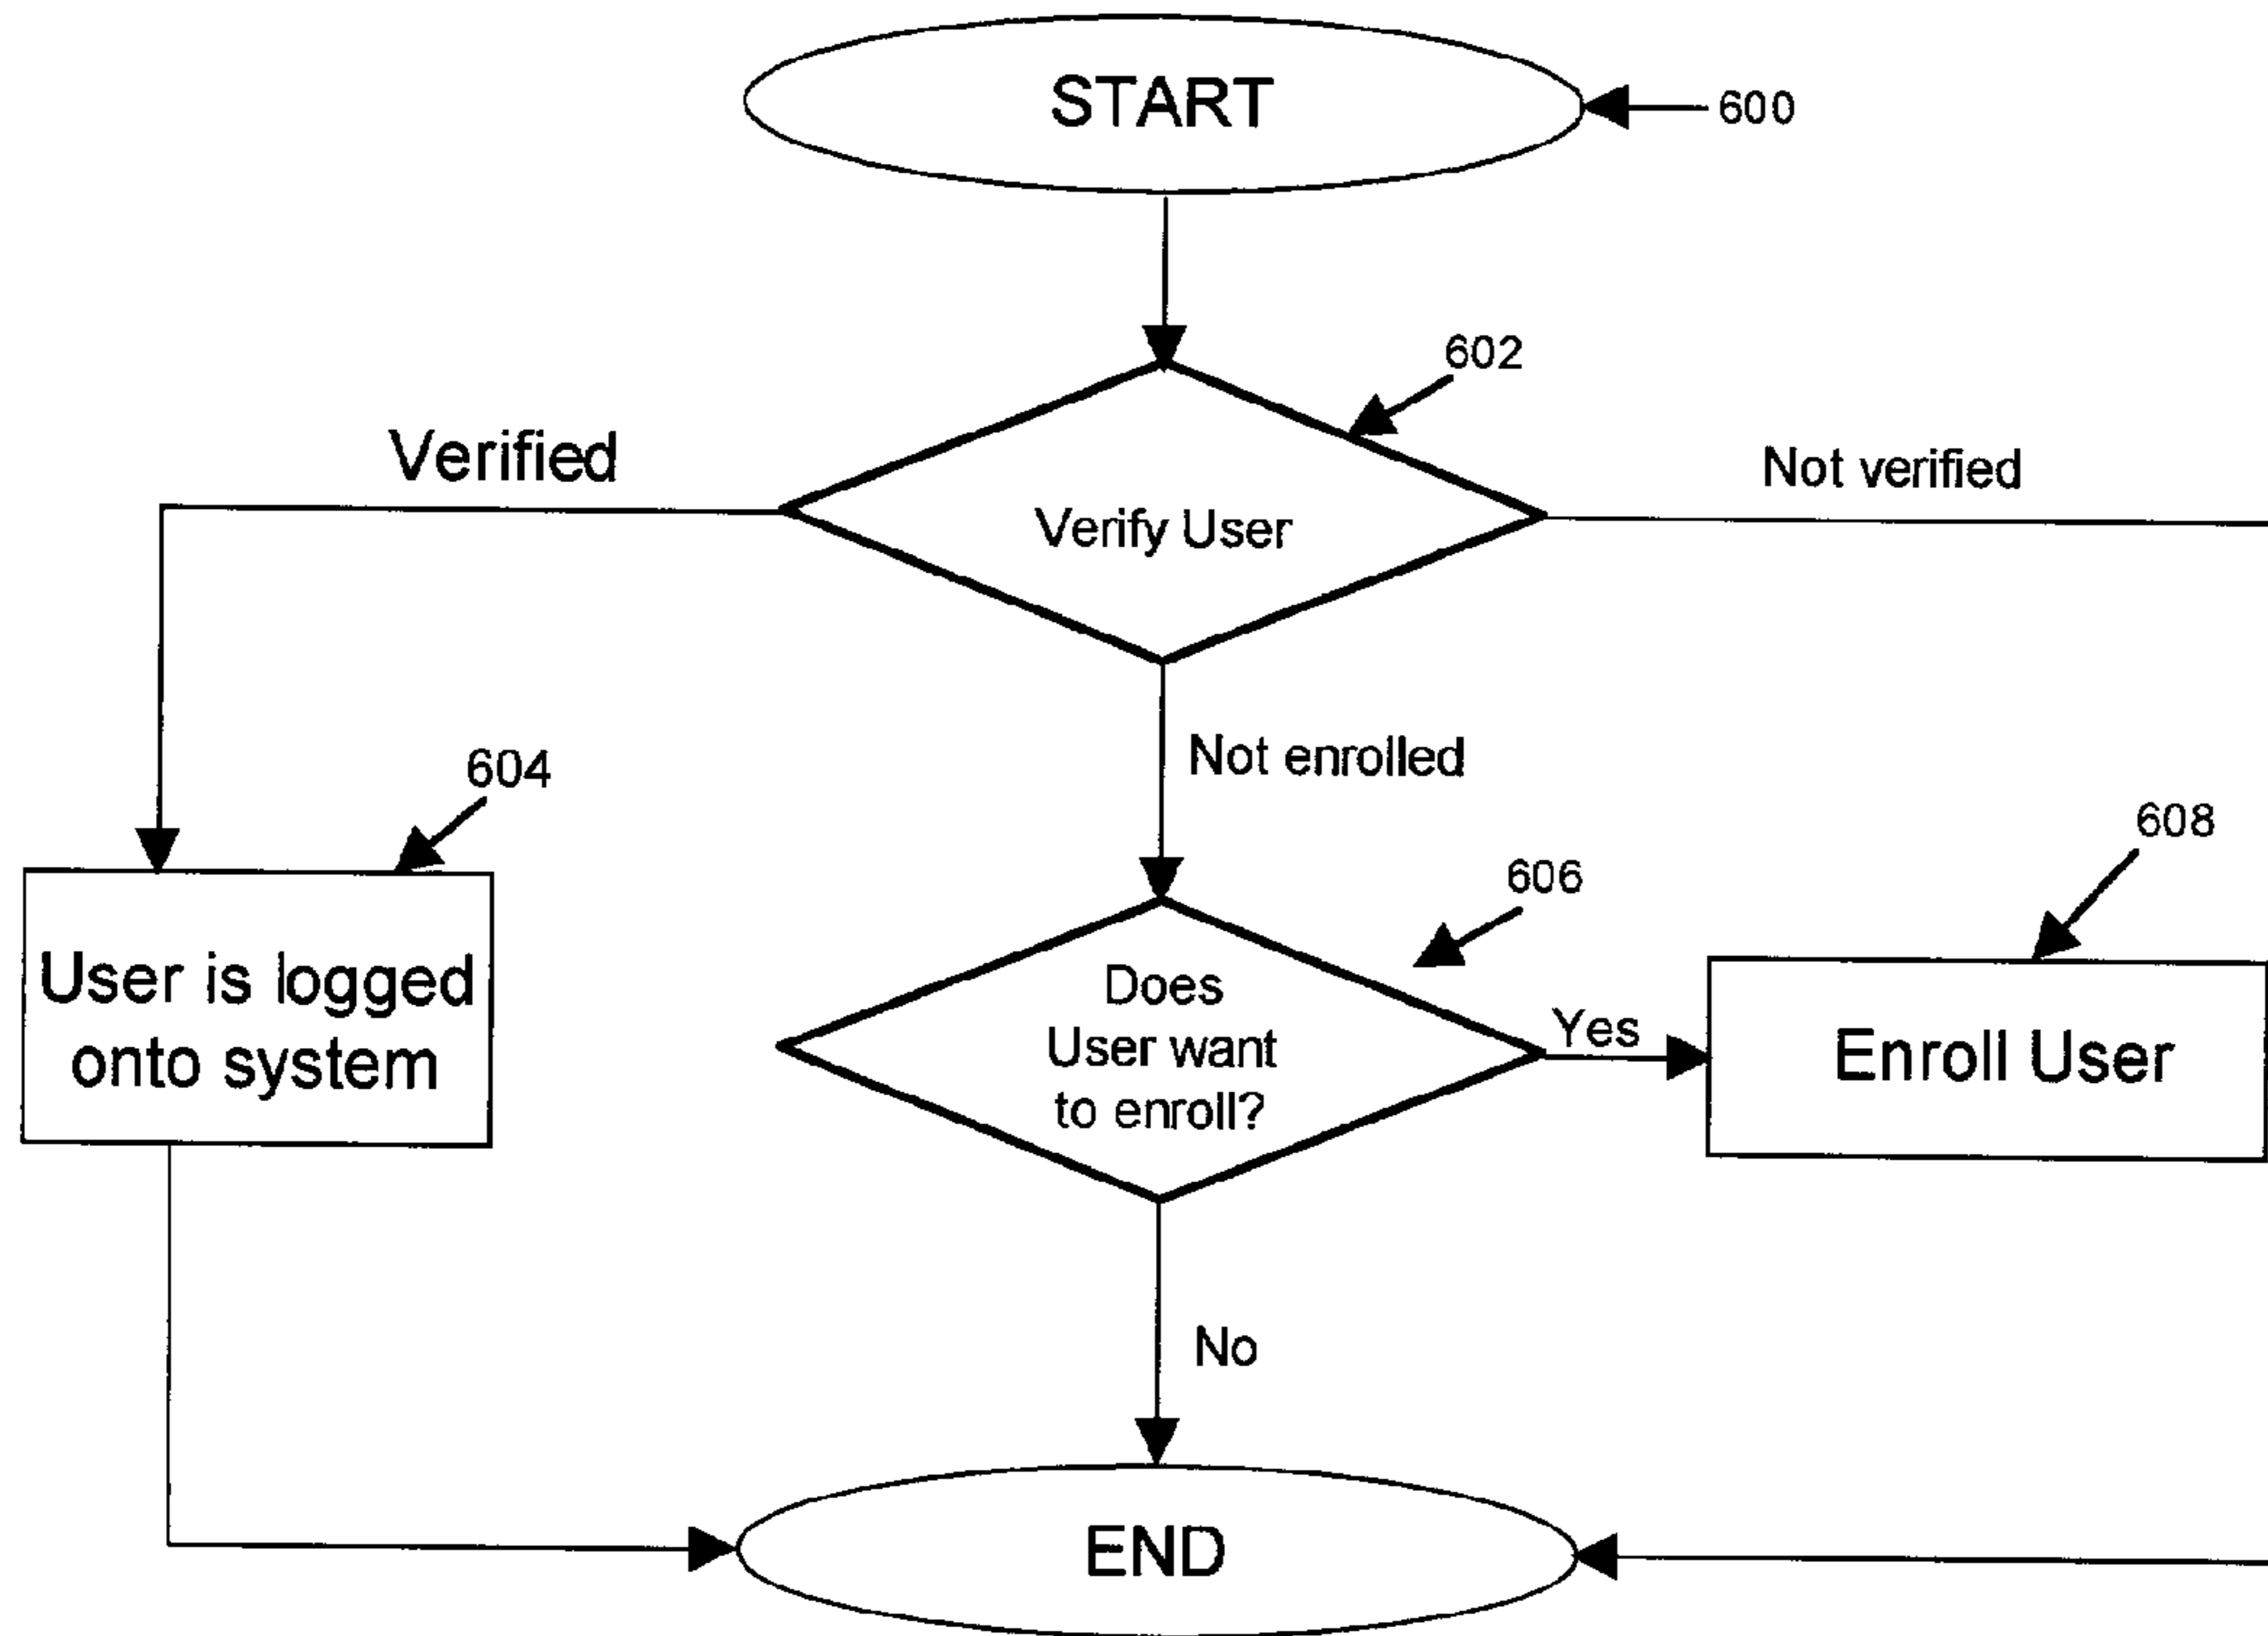 START
600
602
Verified
Not verified
Verify User
Not enrolled
604
608
606
User is logged
onto system
Does
User want
to enroll?
Yes
Enroll User
No
END